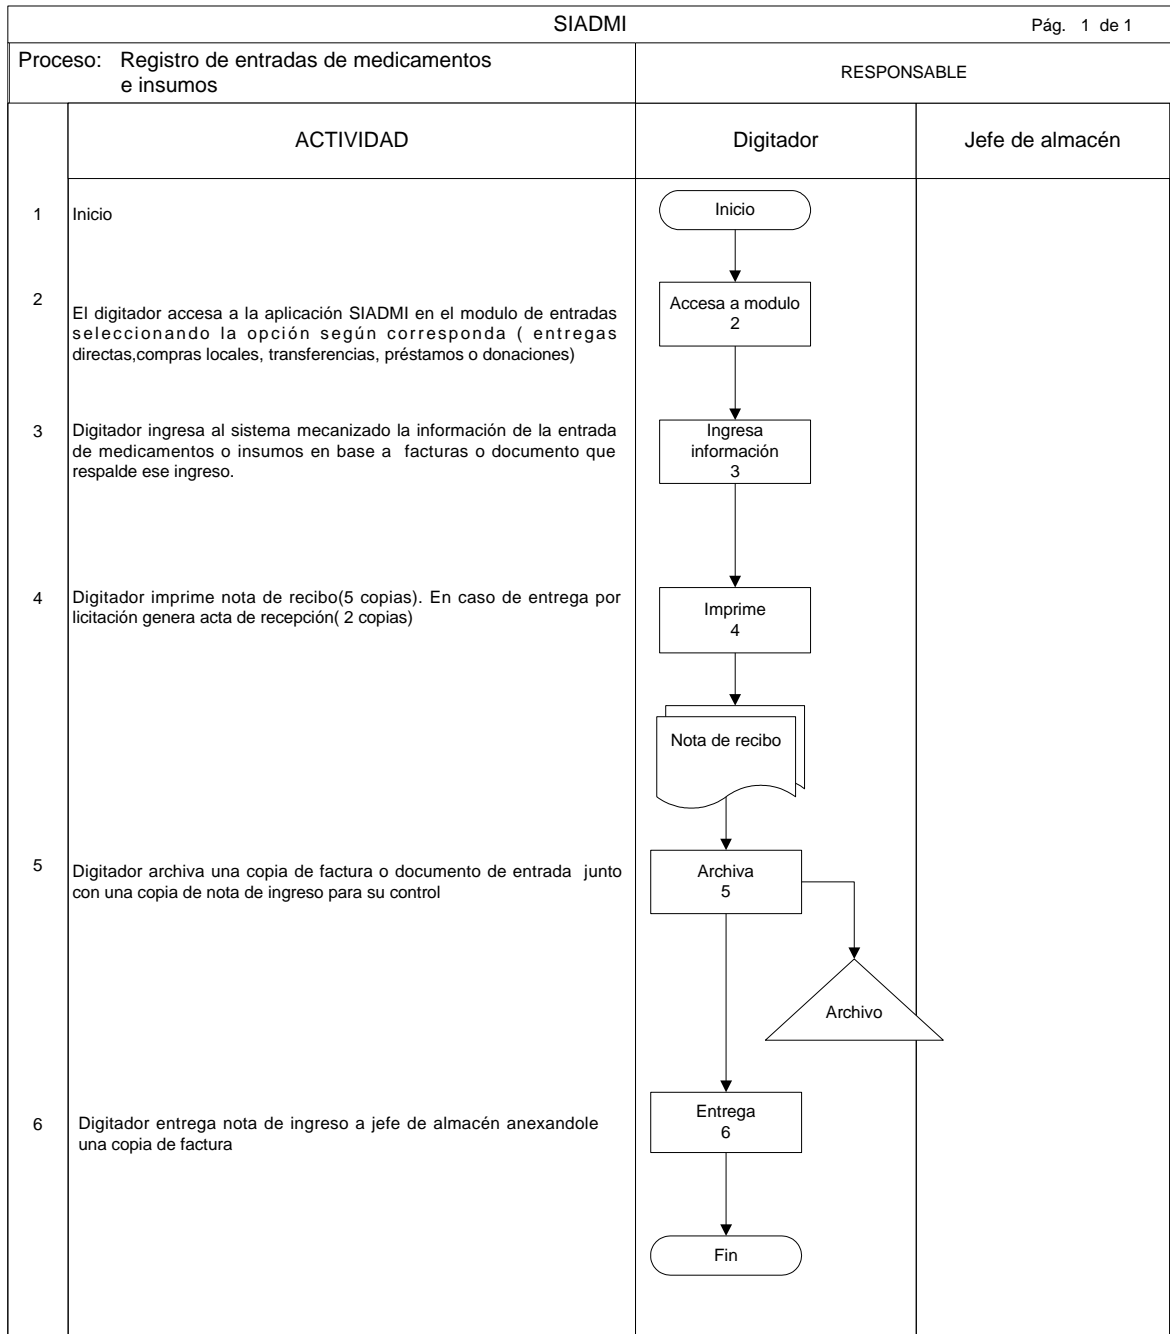 SIADMI
Pág. 1 de 1
Proceso: Registro de entradas de medicamentos
e insumos
RESPONSABLE
ACTIVIDAD
Digitador
Jefe de almacén
1
Inicio
Inicio
2
El digitador accesa a la aplicación SIADMI en el modulo de entradas
seleccionando la opción según corresponda ( entregas
directas,compras locales, transferencias, préstamos o donaciones)
Accesa a modulo
2
3
Digitador ingresa al sistema mecanizado la información de la entrada
de medicamentos o insumos en base a facturas o documento que
respalde ese ingreso.
Ingresa
información
3
4
Digitador imprime nota de recibo(5 copias). En caso de entrega por
licitación genera acta de recepción( 2 copias)
Imprime
4
Nota de recibo
5
Digitador archiva una copia de factura o documento de entrada junto
con una copia de nota de ingreso para su control
Archiva
5
Archivo
6
Digitador entrega nota de ingreso a jefe de almacén anexandole
una copia de factura
Entrega
6
Fin